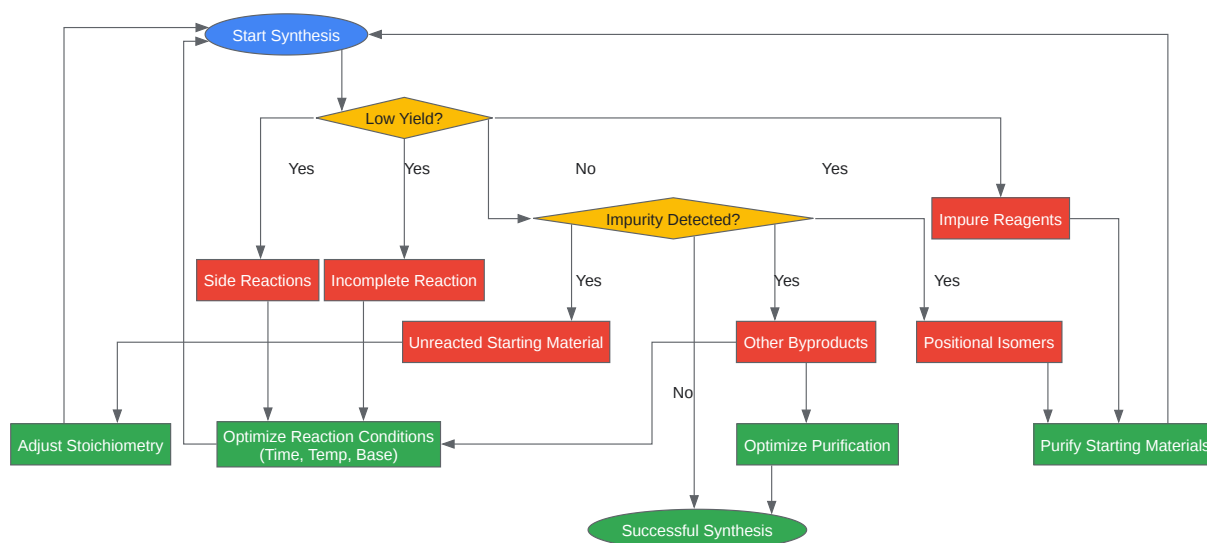 Start Synthesis
Low Yield?
Yes
Yes
No
Yes
Impurity Detected?
Impure Reagents
Side Reactions
Incomplete Reaction
Yes
Yes
Yes
Unreacted Starting Material
Other Byproducts
Positional Isomers
No
Adjust Stoichiometry
Optimize Reaction Conditions
(Time, Temp, Base)
Optimize Purification
Purify Starting Materials
Successful Synthesis